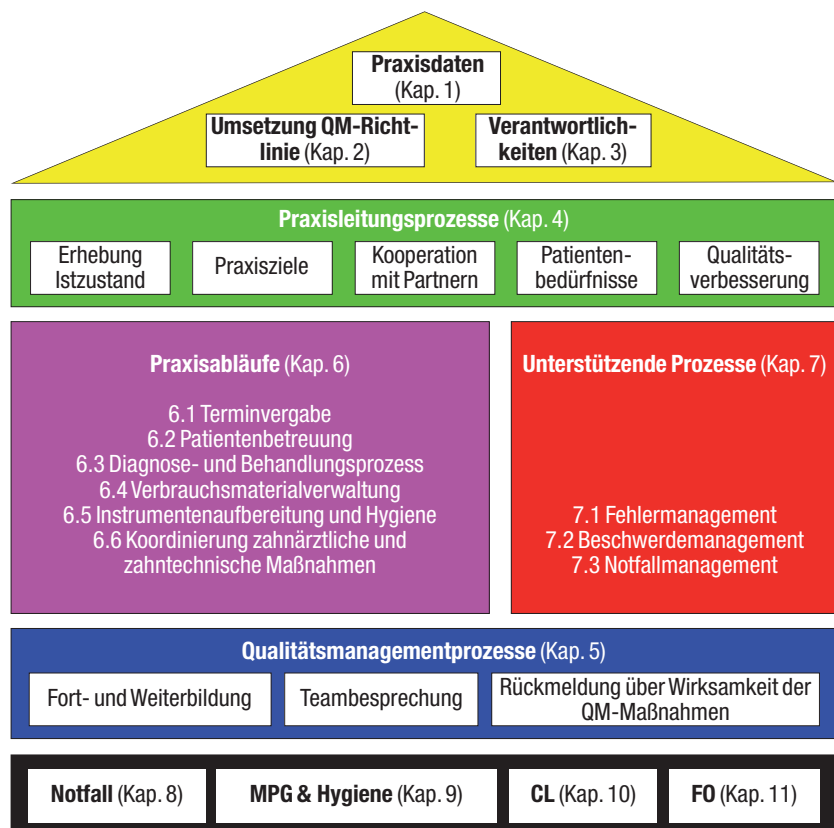 Praxisdaten
(Kap. 1)
Umsetzung QM-Richt-
linie (Kap. 2)
Verantwortlich-
keiten (Kap. 3)
Praxisleitungsprozesse (Kap. 4)
Erhebung
Istzustand
Praxisziele
Kooperation
mit Partnern
Patienten-
bedürfnisse
Qualitäts-
verbesserung
Praxisabläufe (Kap. 6)
6.1 Terminvergabe
6.2 Patientenbetreuung
6.3 Diagnose- und Behandlungsprozess
6.4 Verbrauchsmaterialverwaltung
6.5 Instrumentenaufbereitung und Hygiene
6.6 Koordinierung zahnärztliche und
zahntechnische Maßnahmen
Unterstützende Prozesse (Kap. 7)
7.1 Fehlermanagement
7.2 Beschwerdemanagement
7.3 Notfallmanagement
Qualitätsmanagementprozesse (Kap. 5)
Fort- und Weiterbildung
Teambesprechung
Rückmeldung über Wirksamkeit der
QM-Maßnahmen
Notfall (Kap. 8)
MPG & Hygiene (Kap. 9)
CL (Kap. 10)
FO (Kap. 11)